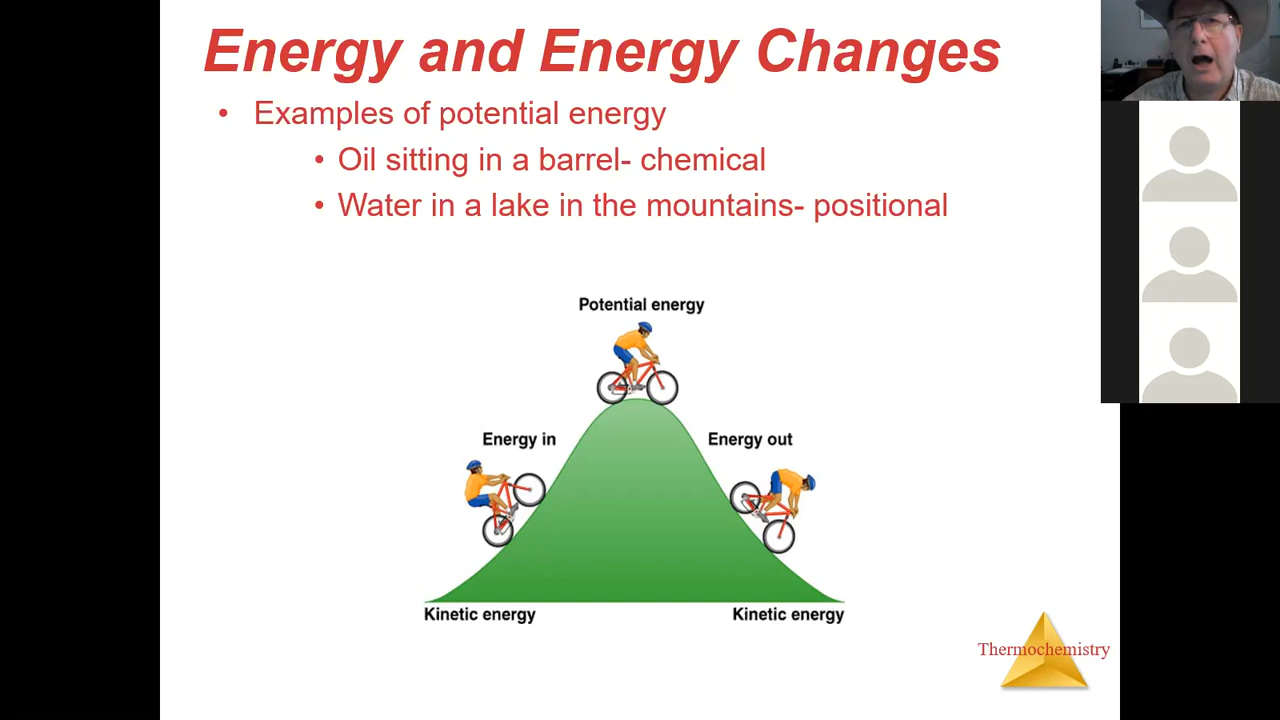 Energy and Energy Changes
• Examples of potential energy
• Oil sitting in a barrel- chemical
• Water in a lake in the mountains- positional
Potential energy
Energy in
Energy out
Kinetic energy
Kinetic energy
Thermochemistry